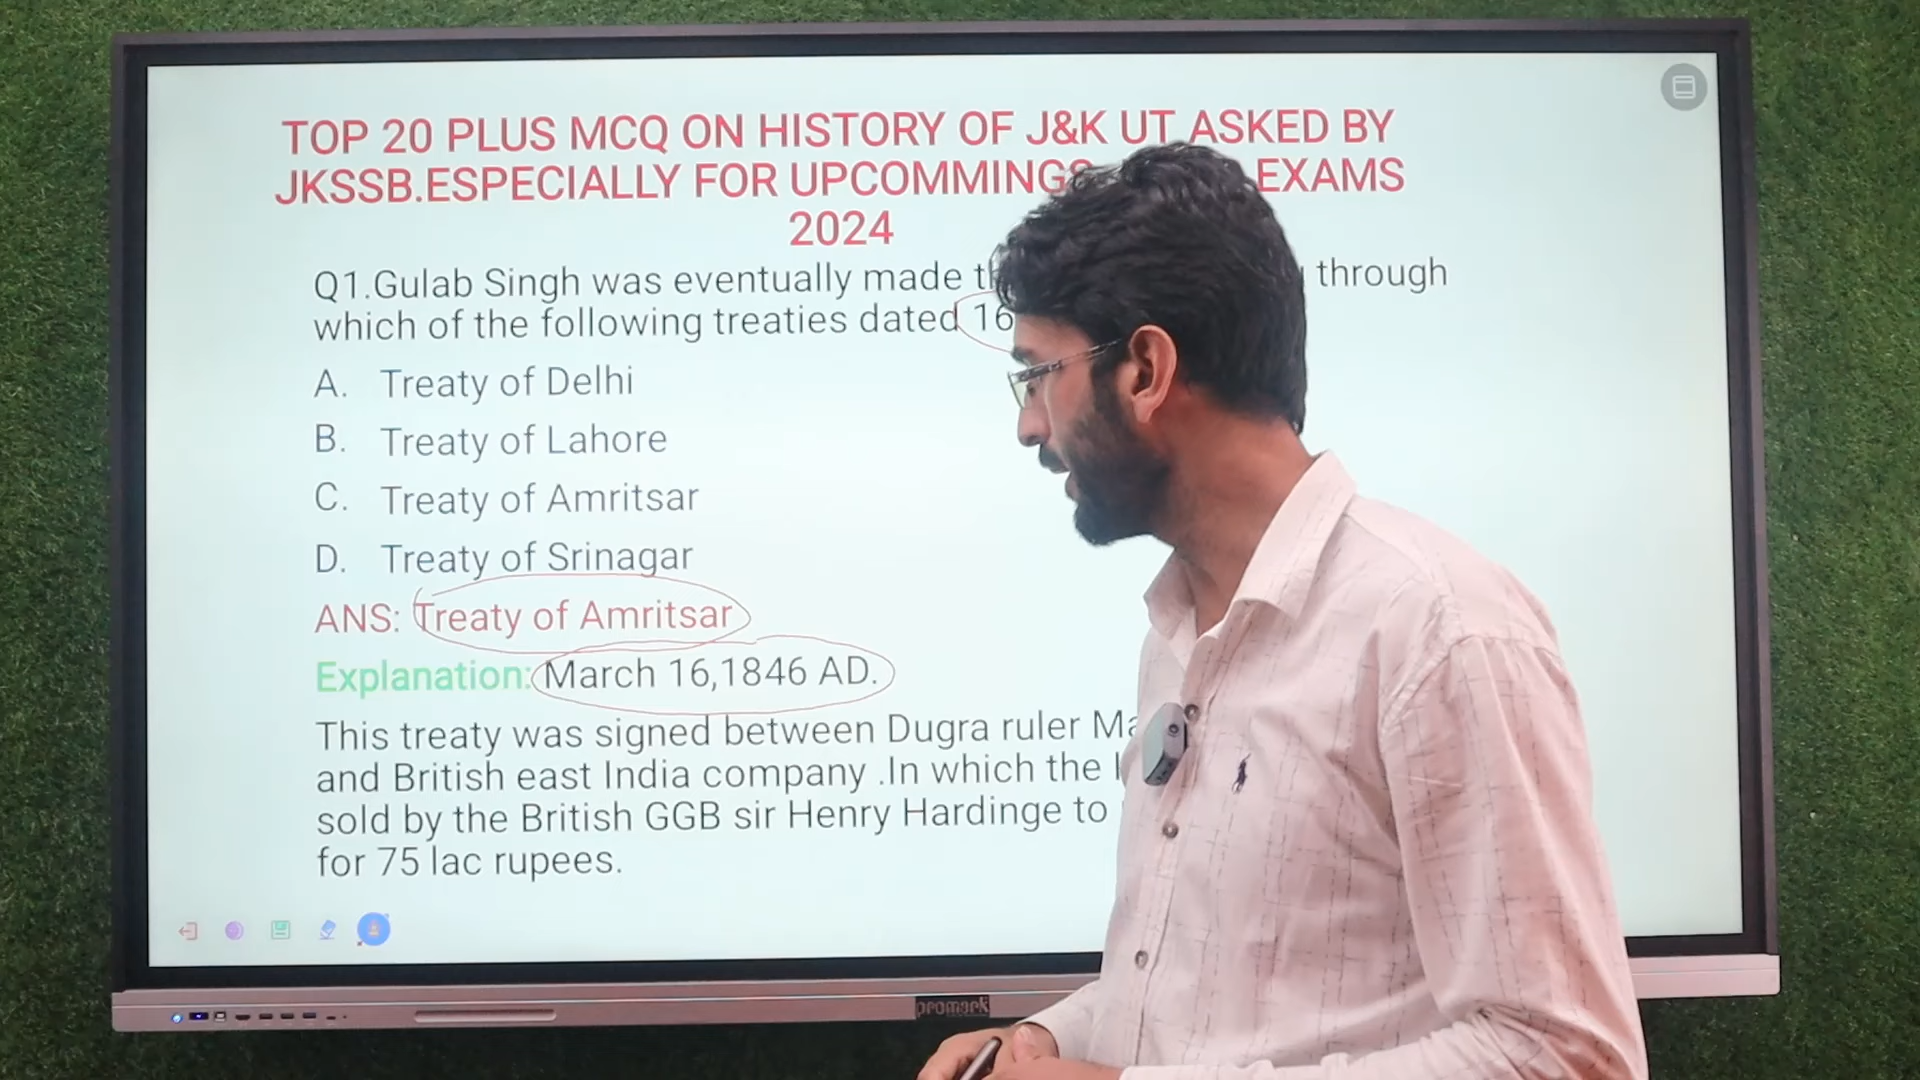 TOP 20 PLUS MCQ ON HISTORY OF J&K UT ASKED BY
JKSSB.ESPECIALLY FOR UPCOMMINGS EXAMS
2024
Q1.Gulab Singh was eventually made through
which of the following treaties dated 16
A. Treaty of Delhi
B. Treaty of Lahore
C. Treaty of Amritsar
D. Treaty of Srinagar
ANS: Treaty of Amritsar
Explanation: March 16,1846 AD.
This treaty was signed between Dugra ruler
and British east India company .In which the
sold by the British GGB sir Henry Hardinge to
for 75 lac rupees.
promark